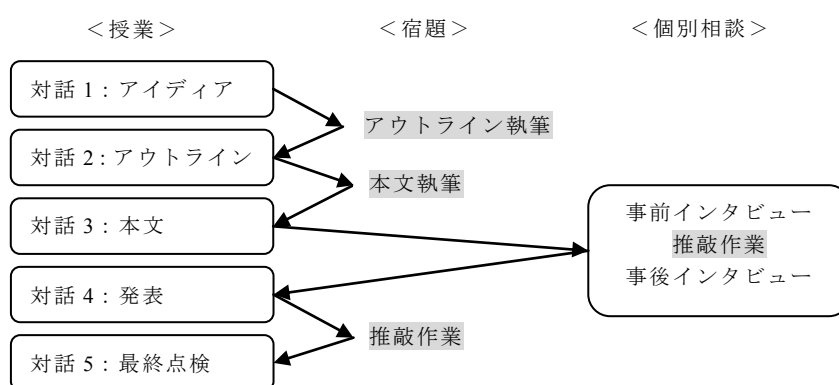 ＜授業＞
＜宿題＞
＜個別相談＞
対話 1：アイディア
アウトライン執筆
対話 2：アウトライン
本文執筆
対話 3：本文
事前インタビュー
推敲作業
事後インタビュー
対話 4：発表
推敲作業
対話 5：最終点検